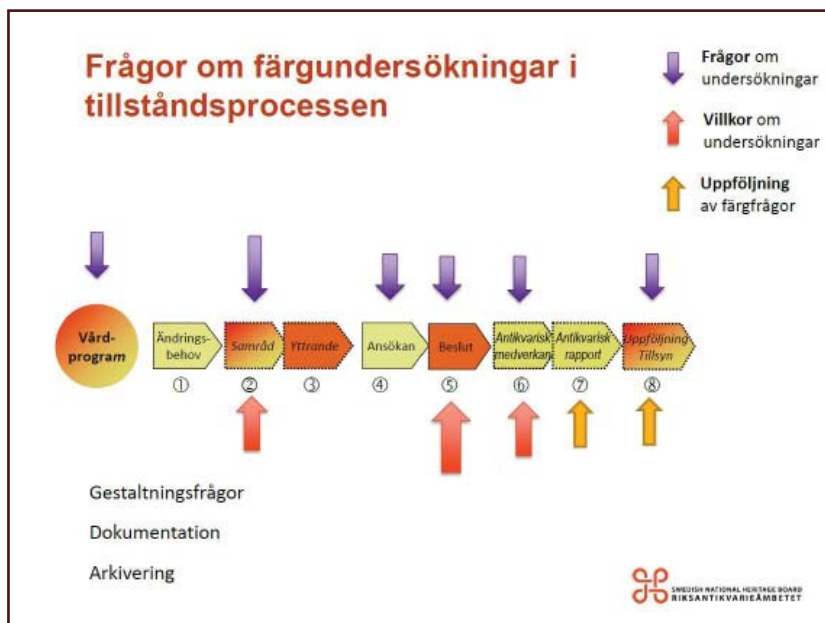 Frågor om färgundersökningar i
tillståndsprocessen
Frågor om
undersökningar
Villkor om
undersökningar
Uppföljning
av färgfrågor
Vård-
program
Ändrings-
behov
Samråd
Yttrande
Ansökan
Beslut
Antikvarisk
medverkan
Antikvarisk
rapport
Uppföljning
Tillsyn
① ② ③ ④ ⑤ ⑥ ⑦ ⑧
Gestaltningsfrågor
Dokumentation
Arkivering
SWEDISH NATIONAL HERITAGE BOARD
RIKSANTIKVARIEÄMBETET